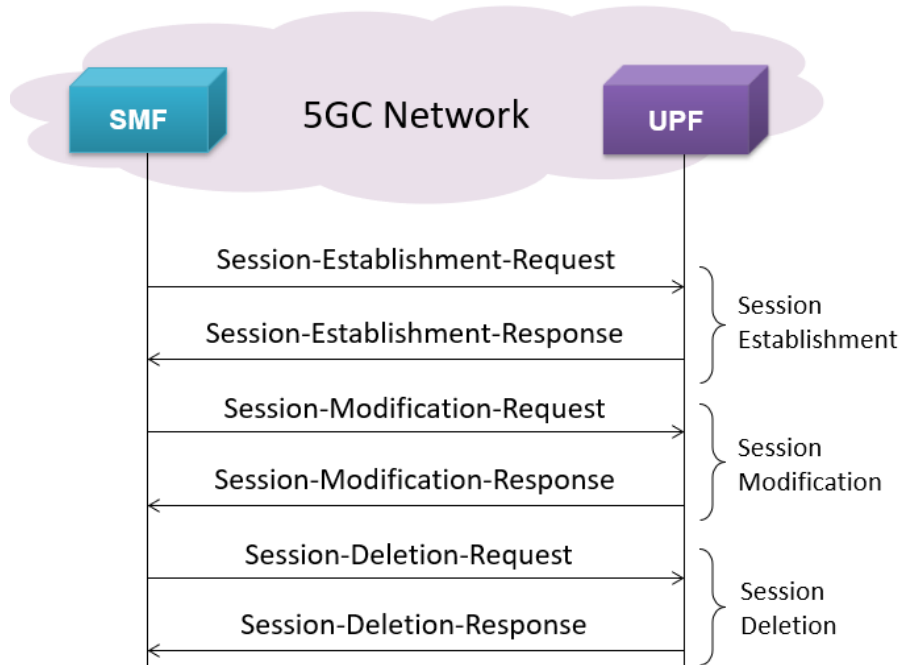 SMF
5GC Network
UPF
Session-Establishment-Request
Session-Establishment-Response
Session
Establishment
Session-Modification-Request
Session-Modification-Response
Session
Modification
Session-Deletion-Request
Session-Deletion-Response
Session
Deletion